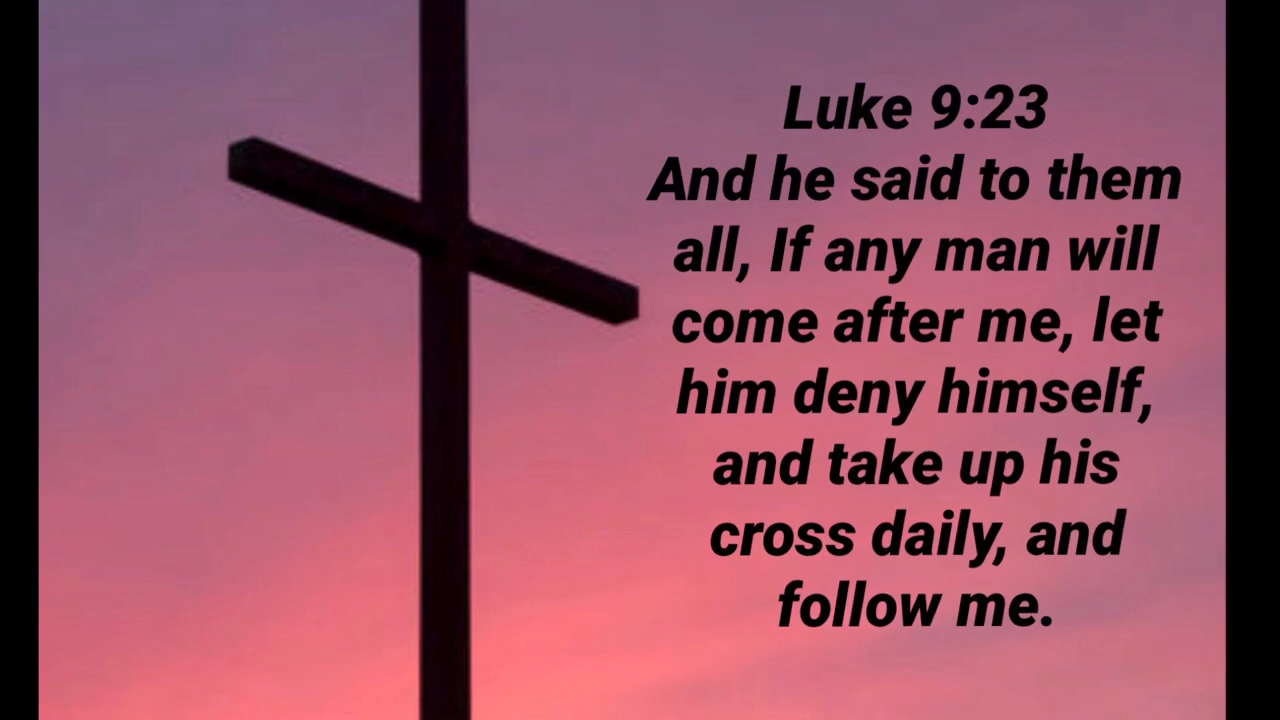 Luke 9:23
And he said to them
all, If any man will
come after me, let
him deny himself,
and take up his
cross daily, and
follow me.